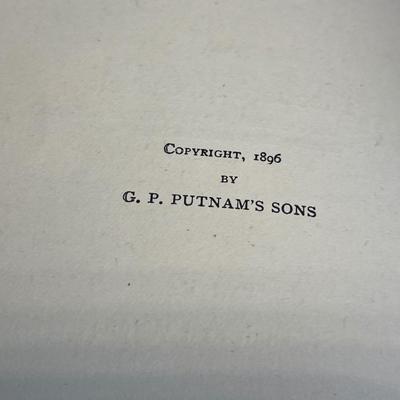 COPYRIGHT, 1896
BY
G. P. PUTNAM'S SONS